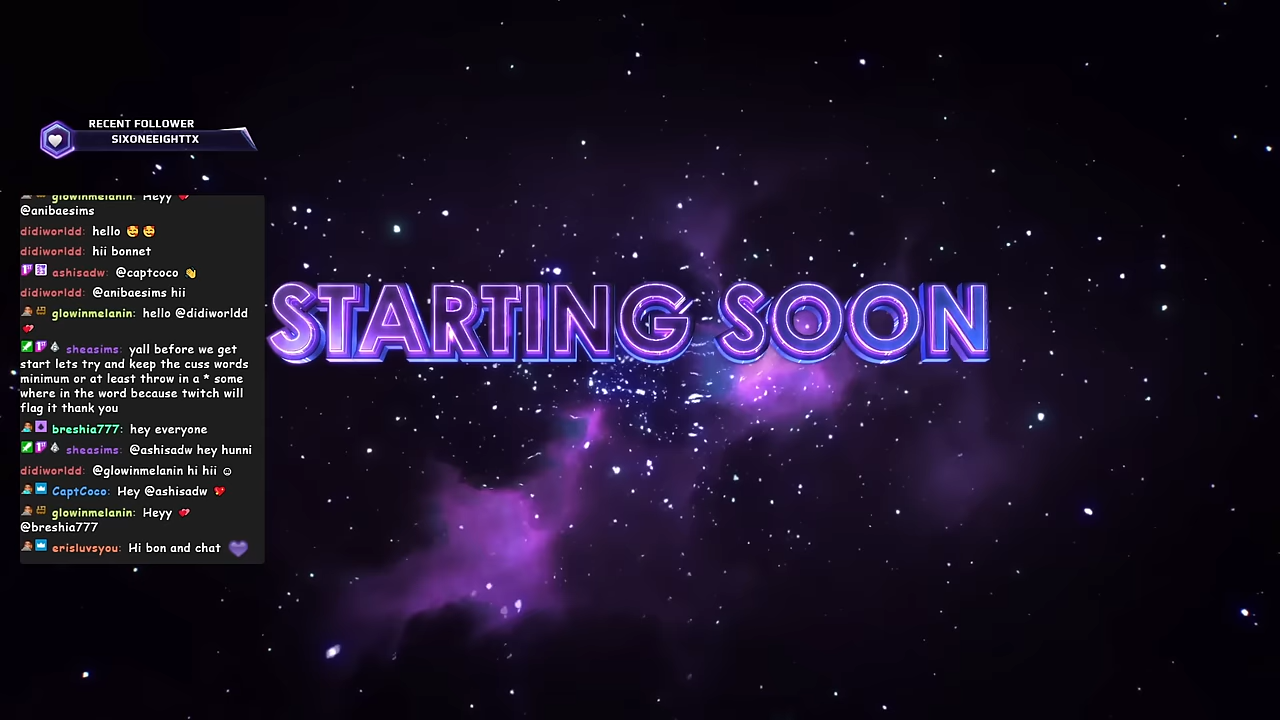 RECENT FOLLOWER
SIXONEEIGHTTX
glowinmelanin: Heyy
@anibaesims
didiworldd: hello
didiworldd: hii bonnet
ashisadw: @captcoco
didiworldd: @anibaesims hii
glowinmelanin: hello @didiworldd
sheasims: yall before we get
start lets try and keep the cuss words
minimum or at least throw in a * some
where in the word because twitch will
flag it thank you
breshia777: hey everyone
sheasims: @ashisadw hey hunni
didiworldd: @glowinmelanin hi hii ☺
CaptCoco: Hey @ashisadw
glowinmelanin: Heyy
@breshia777
erisluvsyou: Hi bon and chat
STARTING SOON